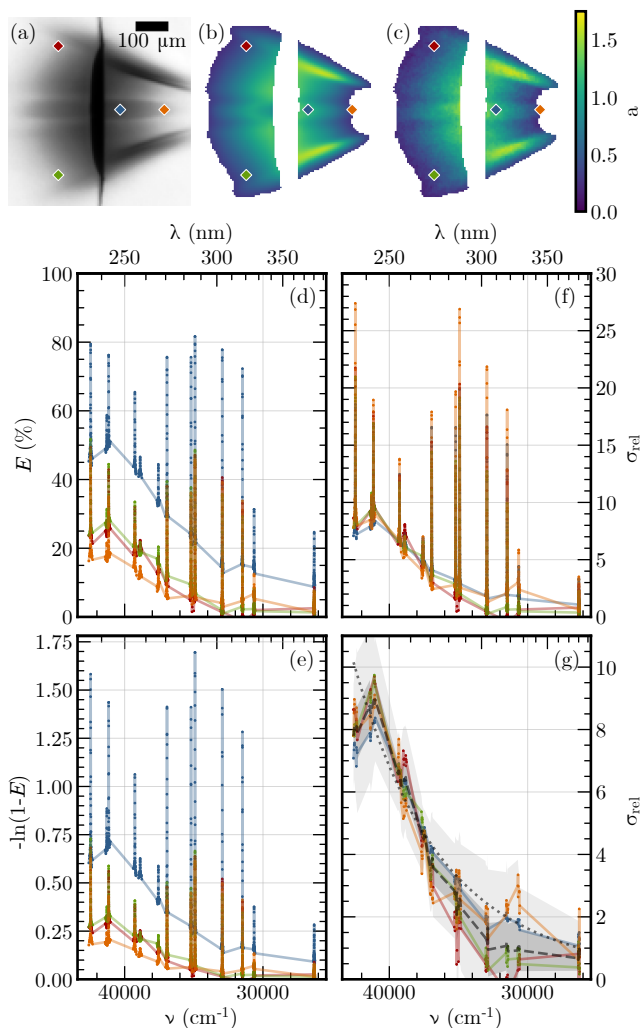 (a)
100 µm
(b)
(c)
1.5
1.0
0.5
0.0
a
λ (nm)
λ (nm)
250
300
350
250
300
350
100
80
60
40
20
0
E (%)
(d)
(f)
30
25
20
15
10
5
0
σrel
1.75
1.50
1.25
1.00
0.75
0.50
0.25
0.00
-ln(1-E)
(e)
(g)
10
8
6
4
2
0
σrel
40000
30000
40000
30000
ν (cm⁻¹)
ν (cm⁻¹)